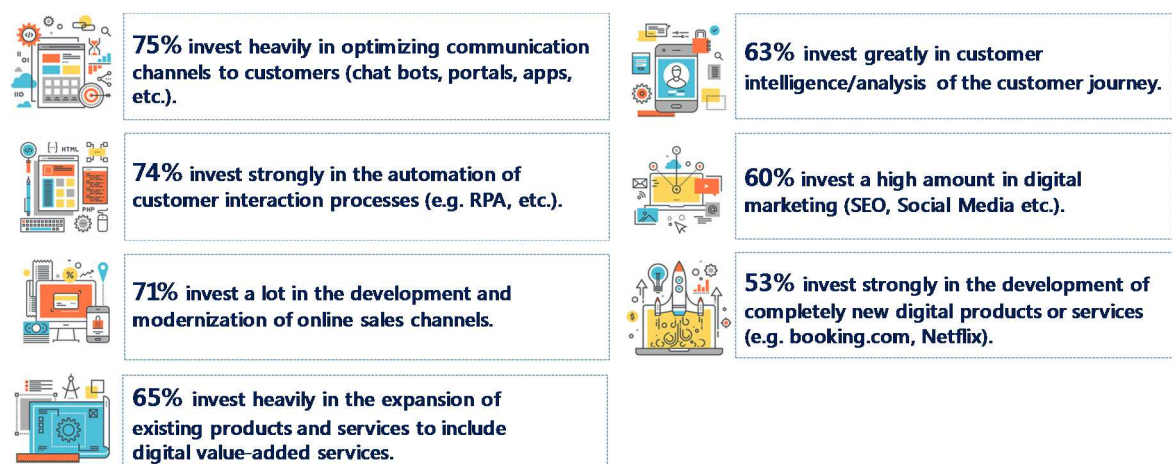 75% invest heavily in optimizing communication
channels to customers (chat bots, portals, apps,
etc.).
HTML
74% invest strongly in the automation of
customer interaction processes (e.g. RPA, etc.).
PHP
71% invest a lot in the development and
modernization of online sales channels.
65% invest heavily in the expansion of
existing products and services to include
digital value-added services.
63% invest greatly in customer
intelligence/analysis of the customer journey.
60% invest a high amount in digital
marketing (SEO, Social Media etc.).
53% invest strongly in the development of
completely new digital products or services
(e.g. booking.com, Netflix).